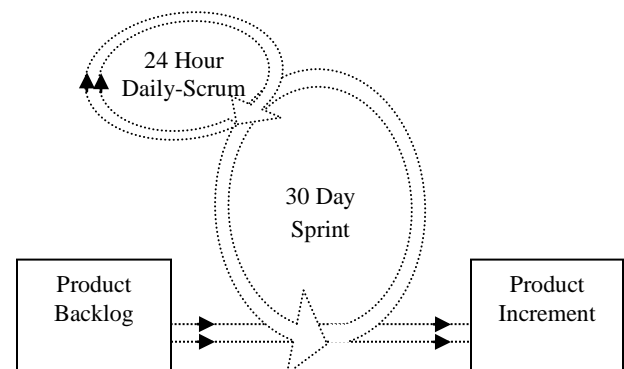 24 Hour
Daily-Scrum
30 Day
Sprint
Product
Backlog
Product
Increment